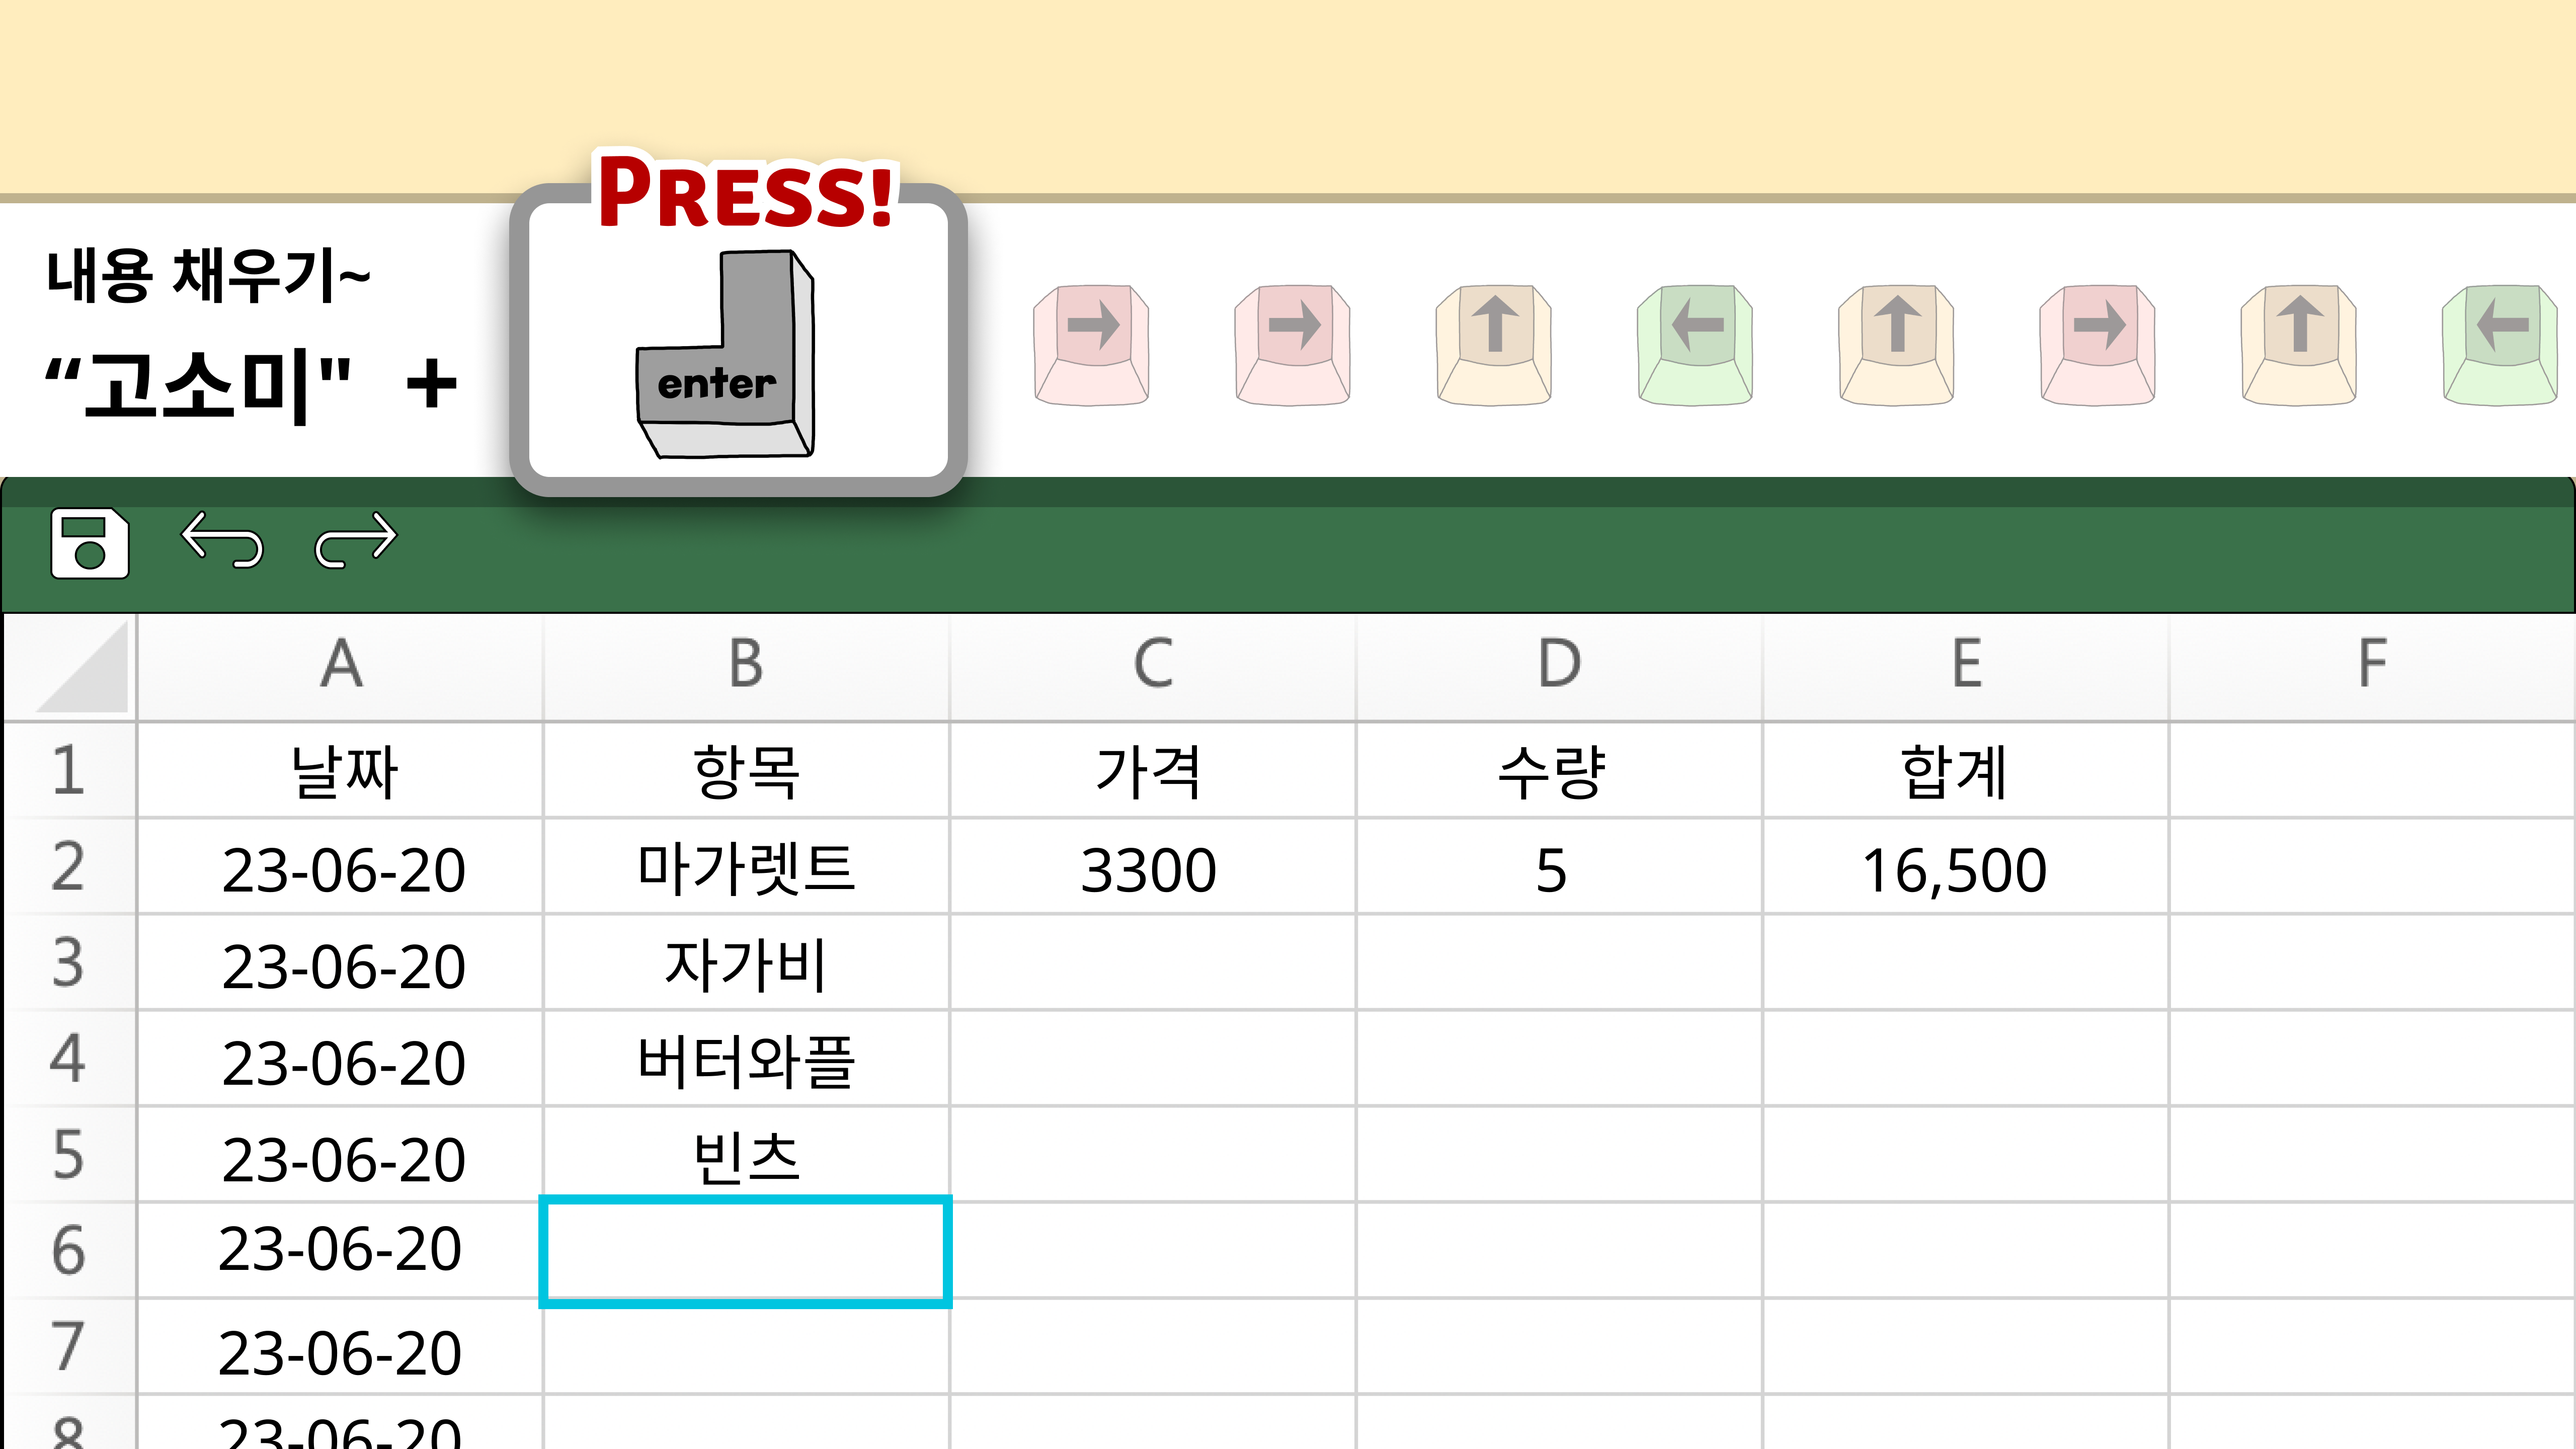 PRESS!
내용 채우기~
“고소미" +
enter
A B C D E F
1 날짜 항목 가격 수량 합계
2 23-06-20 마가렛트 3300 5 16,500
3 23-06-20 자가비
4 23-06-20 버터와플
5 23-06-20 빈츠
6 23-06-20
7 23-06-20
8 23-06-20